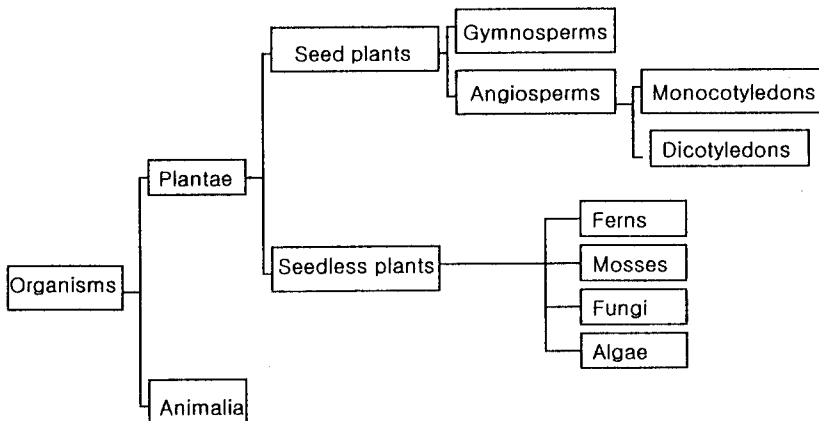 Gymnosperms
Seed plants
Angiosperms
Monocotyledons
Dicotyledons
Plantae
Ferns
Seedless plants
Mosses
Organisms
Fungi
Algae
Animalia